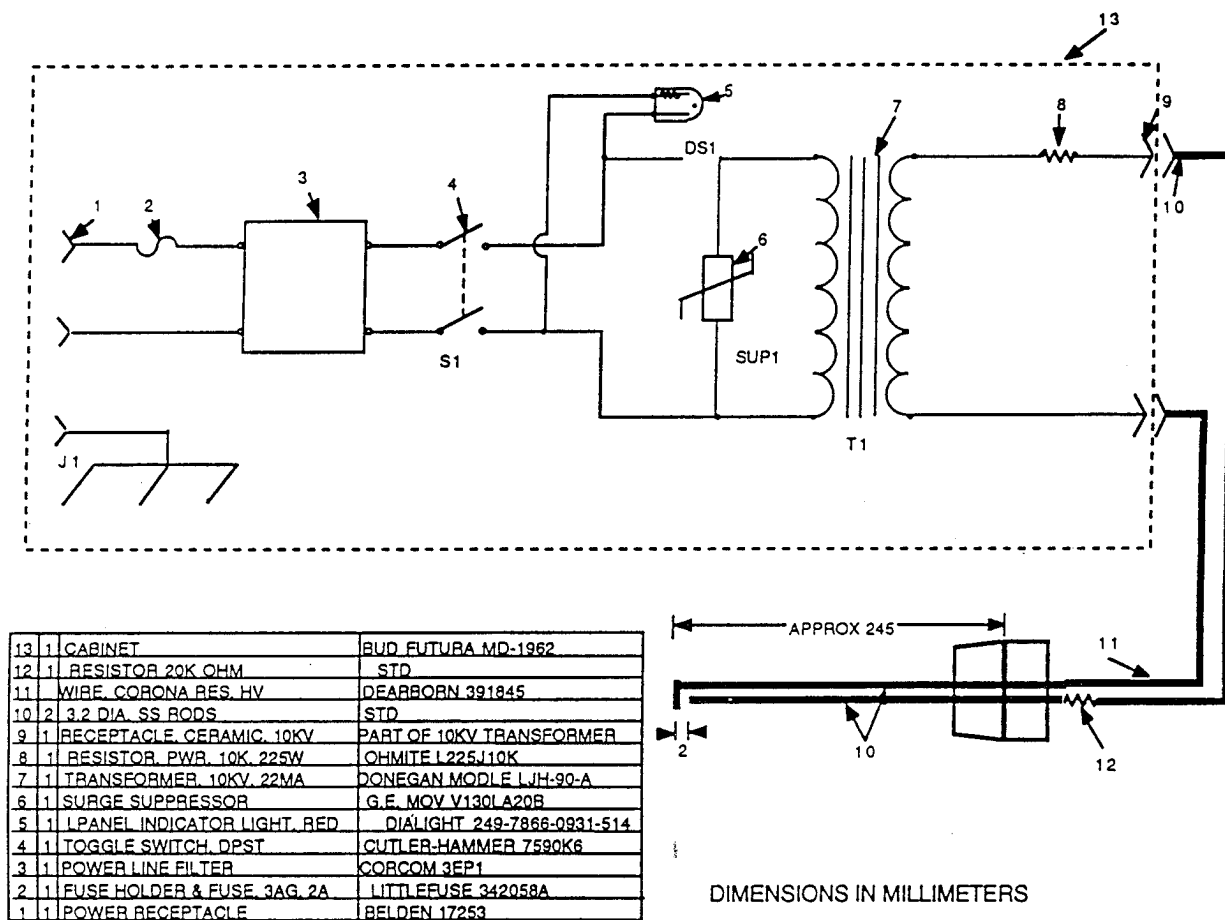 13
5
7
8
9
DS1
10
1
2
3
4
6
S1
SUP1
T1
J1
13 1 CABINET BUD FUTURA MD-1962
12 1 RESISTOR 20K OHM STD
11 WIRE, CORONA RES, HV DEARBORN 391845
10 2 3.2 DIA. SS RODS STD
9 1 RECEPTACLE, CERAMIC, 10KV PART OF 10KV TRANSFORMER
8 1 RESISTOR, PWR, 10K, 225W OHMITE L225J10K
7 1 TRANSFORMER, 10KV, 22MA DONEGAN MODLE LJH-90-A
6 1 SURGE SUPPRESSOR G.E. MOV V130LA20B
5 1 LPANEL INDICATOR LIGHT, RED DIALIGHT 249-7866-0931-514
4 1 TOGGLE SWITCH, DPST CUTLER-HAMMER 7590K6
3 1 POWER LINE FILTER CORCOM 3EP1
2 1 FUSE HOLDER & FUSE, 3AG, 2A LITTLEFUSE 342058A
1 1 POWER RECEPTACLE BELDEN 17253
APPROX 245
11
2
10
12
DIMENSIONS IN MILLIMETERS